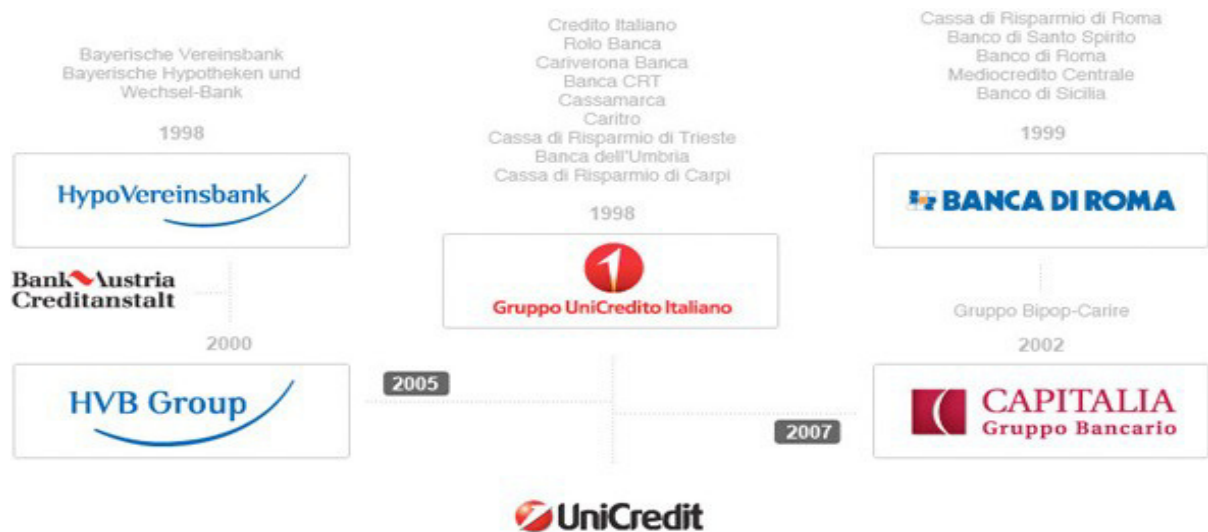 Bayerische Vereinsbank
Bayerische Hypotheken und
Wechsel-Bank
1998
HypoVereinsbank
Bank Austria
Creditanstalt
2000
HVB Group
Credito Italiano
Rolo Banca
Cariverona Banca
Banca CRT
Cassamarca
Caritro
Cassa di Risparmio di Trieste
Banca dell'Umbria
Cassa di Risparmio di Carpi
1998
Gruppo UniCredito Italiano
Cassa di Risparmio di Roma
Banco di Santo Spirito
Banco di Roma
Mediocredito Centrale
Banco di Sicilia
1999
BANCA DI ROMA
Gruppo Bipop-Carire
2002
CAPITALIA
Gruppo Bancario
2005
2007
UniCredit